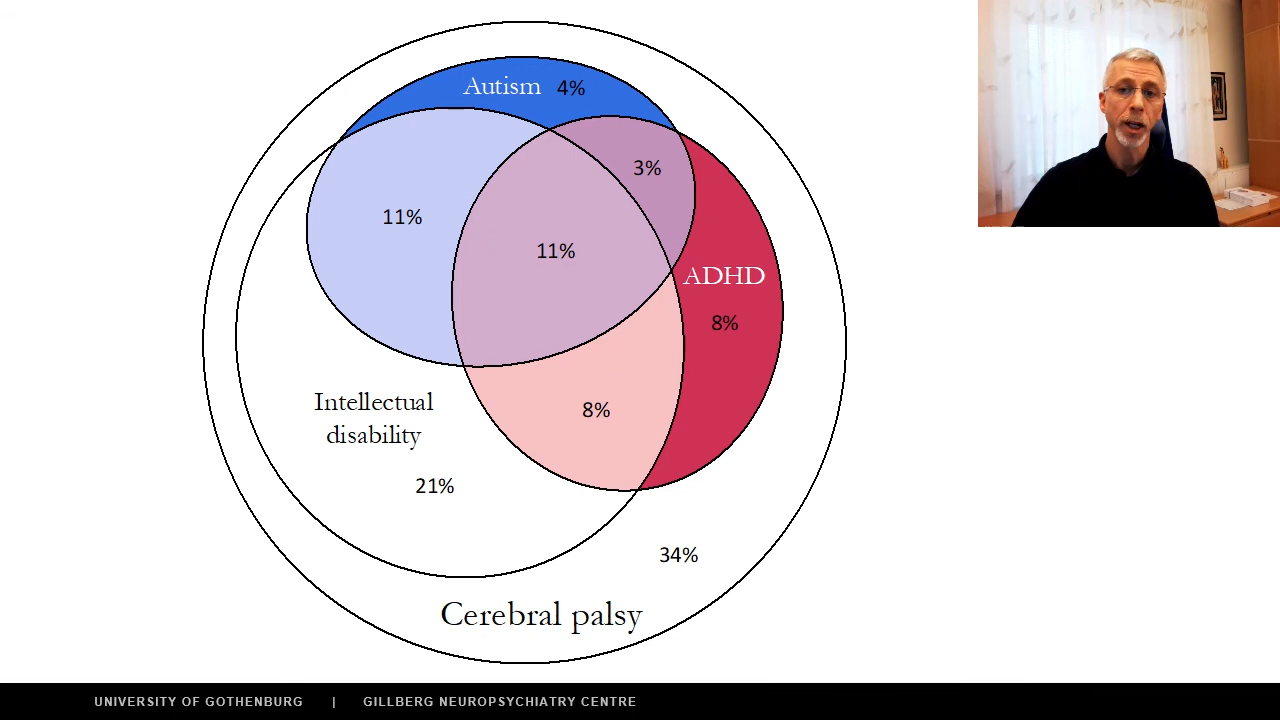 Autism 4%
3%
11%
11%
ADHD
8%
8%
Intellectual
disability
21%
34%
Cerebral palsy
UNIVERSITY OF GOTHENBURG | GILLBERG NEUROPSYCHIATRY CENTRE